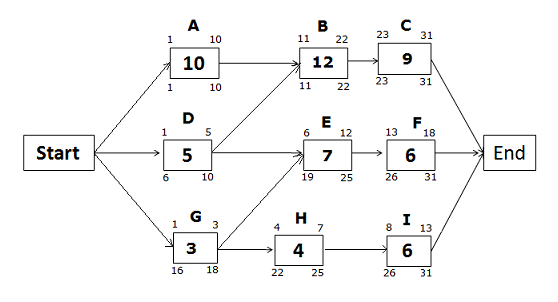 A
1 10
10
1 10
B
11 22
12
11 22
C
23 31
9
23 31
D
1 5
5
6 10
E
6 12
7
19 25
F
13 18
6
26 31
Start
End
G
1 3
3
16 18
H
4 7
4
22 25
I
8 13
6
26 31